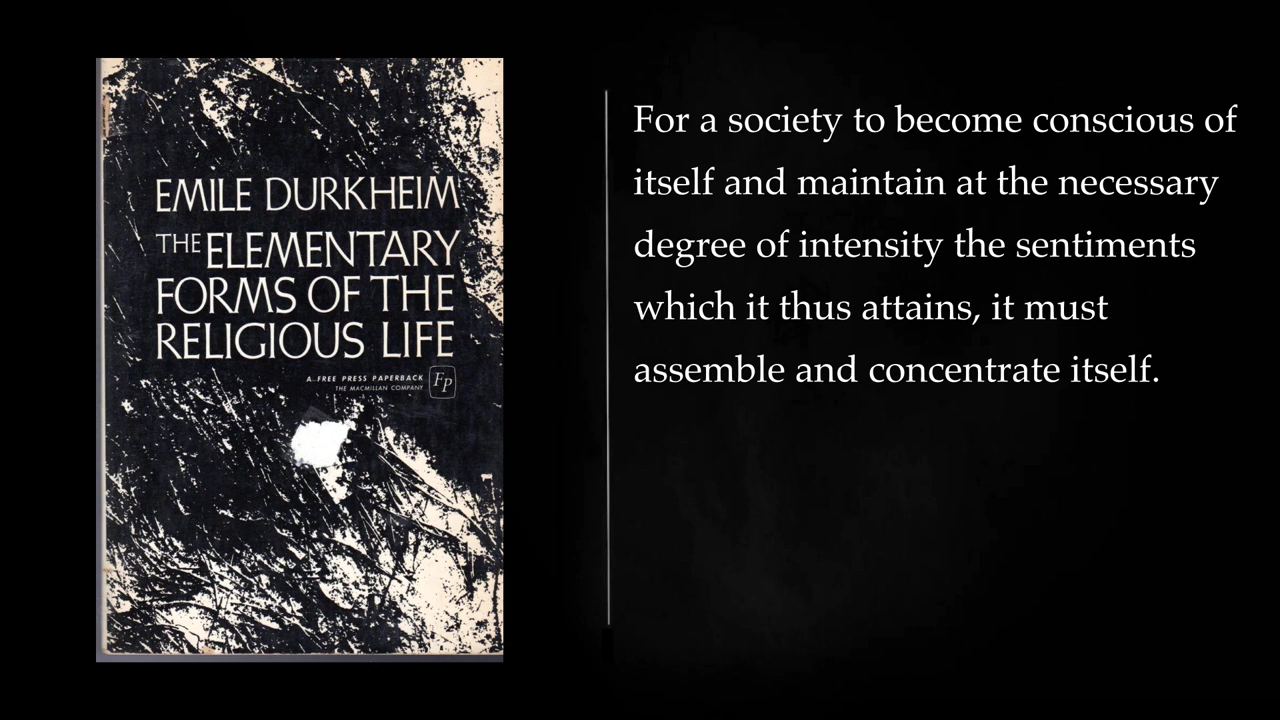 EMILE DURKHEIM
THE ELEMENTARY
FORMS OF THE
RELIGIOUS LIFE
A FREE PRESS PAPERBACK
THE MACMILLAN COMPANY
FP
For a society to become conscious of
itself and maintain at the necessary
degree of intensity the sentiments
which it thus attains, it must
assemble and concentrate itself.